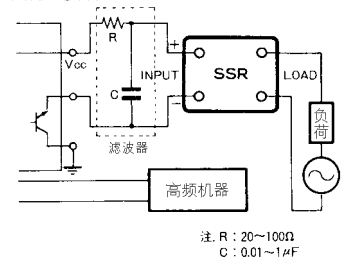 R
Vcc
C
INPUT
+
−
SSR
LOAD
负荷
滤波器
高频机器
注. R : 20～100Ω
C : 0.01～1μF